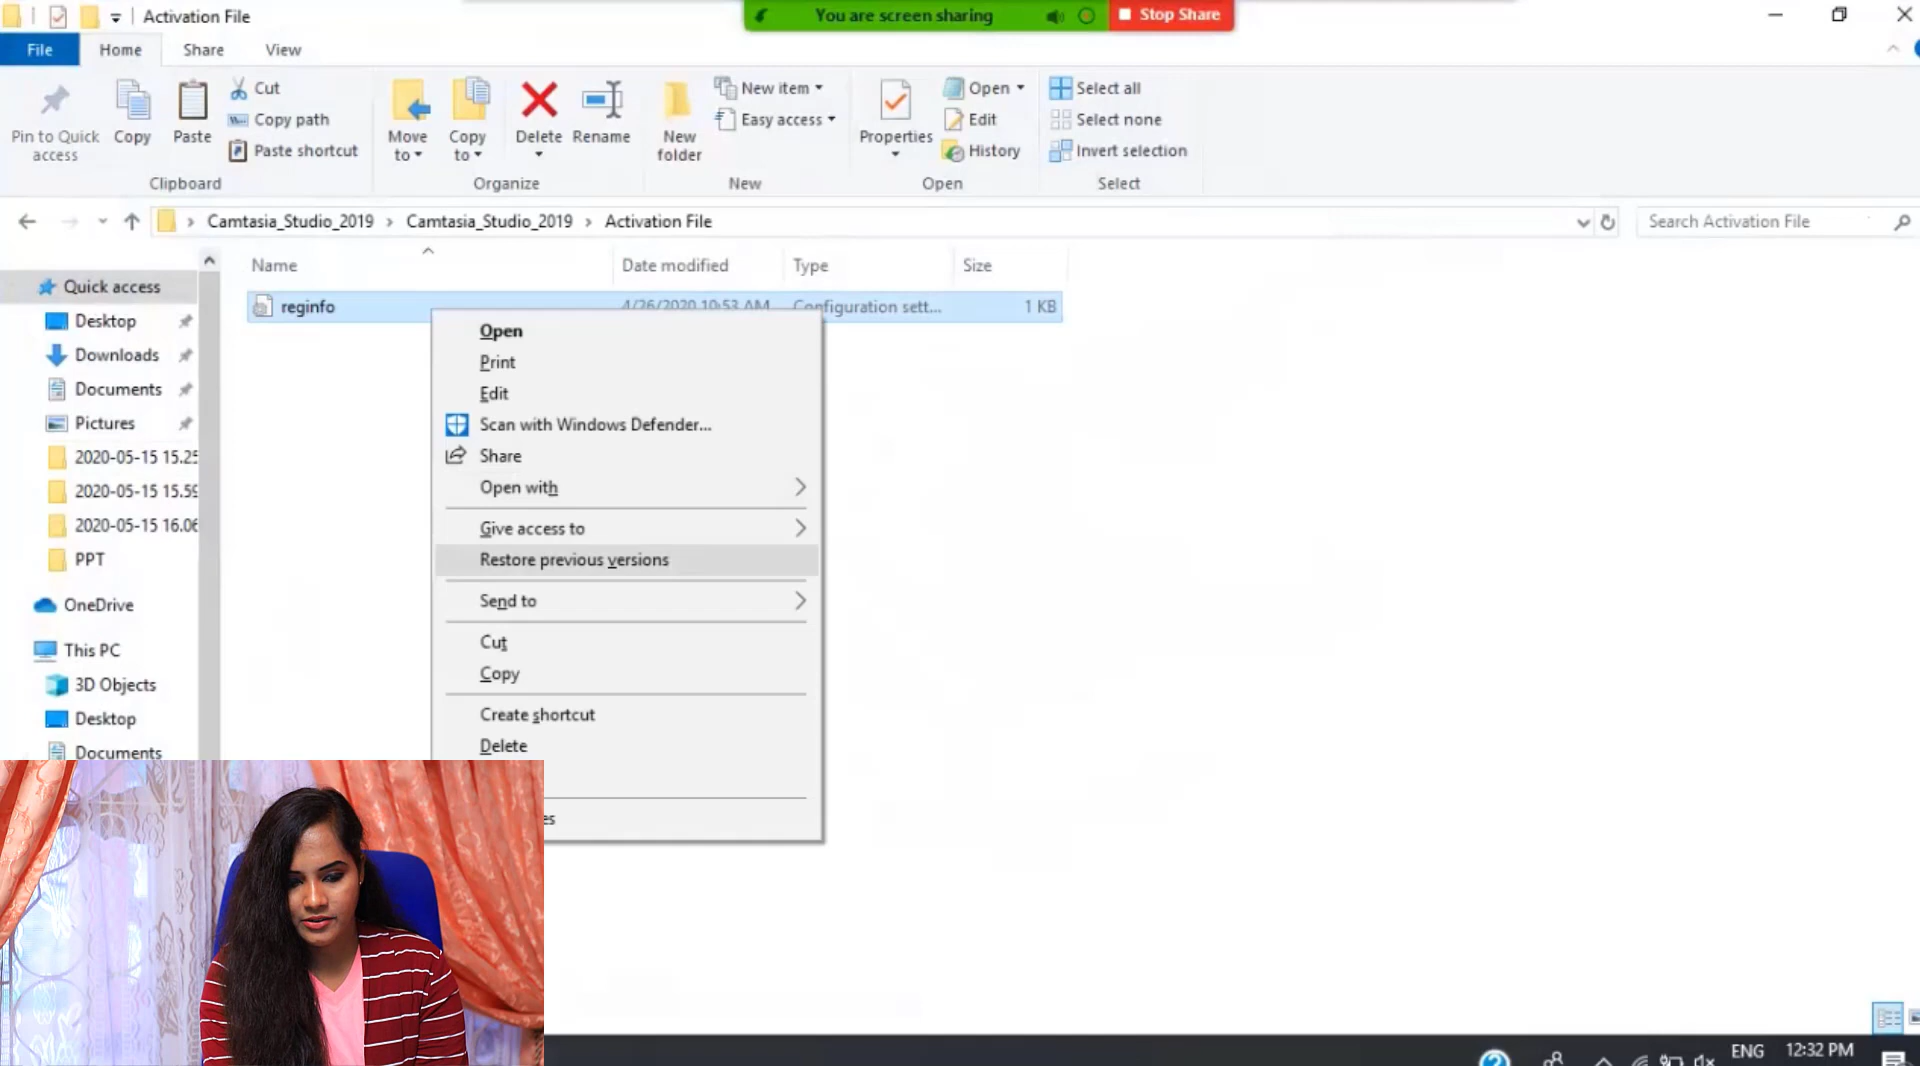 Activation File
You are screen sharing
Stop Share
File
Home
Share
View
Pin to Quick access
Copy
Paste
Cut
Copy path
Paste shortcut
Clipboard
Move to
Copy to
Delete
Rename
Organize
New folder
New item
Easy access
New
Properties
Open
Edit
History
Open
Select all
Select none
Invert selection
Select
Camtasia_Studio_2019 > Camtasia_Studio_2019 > Activation File
Search Activation File
Name
Date modified
Type
Size
reginfo
4/26/2020 10:53 AM
Configuration sett...
1 KB
Quick access
Desktop
Downloads
Documents
Pictures
2020-05-15 15.25
2020-05-15 15.59
2020-05-15 16.06
PPT
OneDrive
This PC
3D Objects
Desktop
Documents
Open
Print
Edit
Scan with Windows Defender...
Share
Open with
Give access to
Restore previous versions
Send to
Cut
Copy
Create shortcut
Delete
es
ENG
12:32 PM